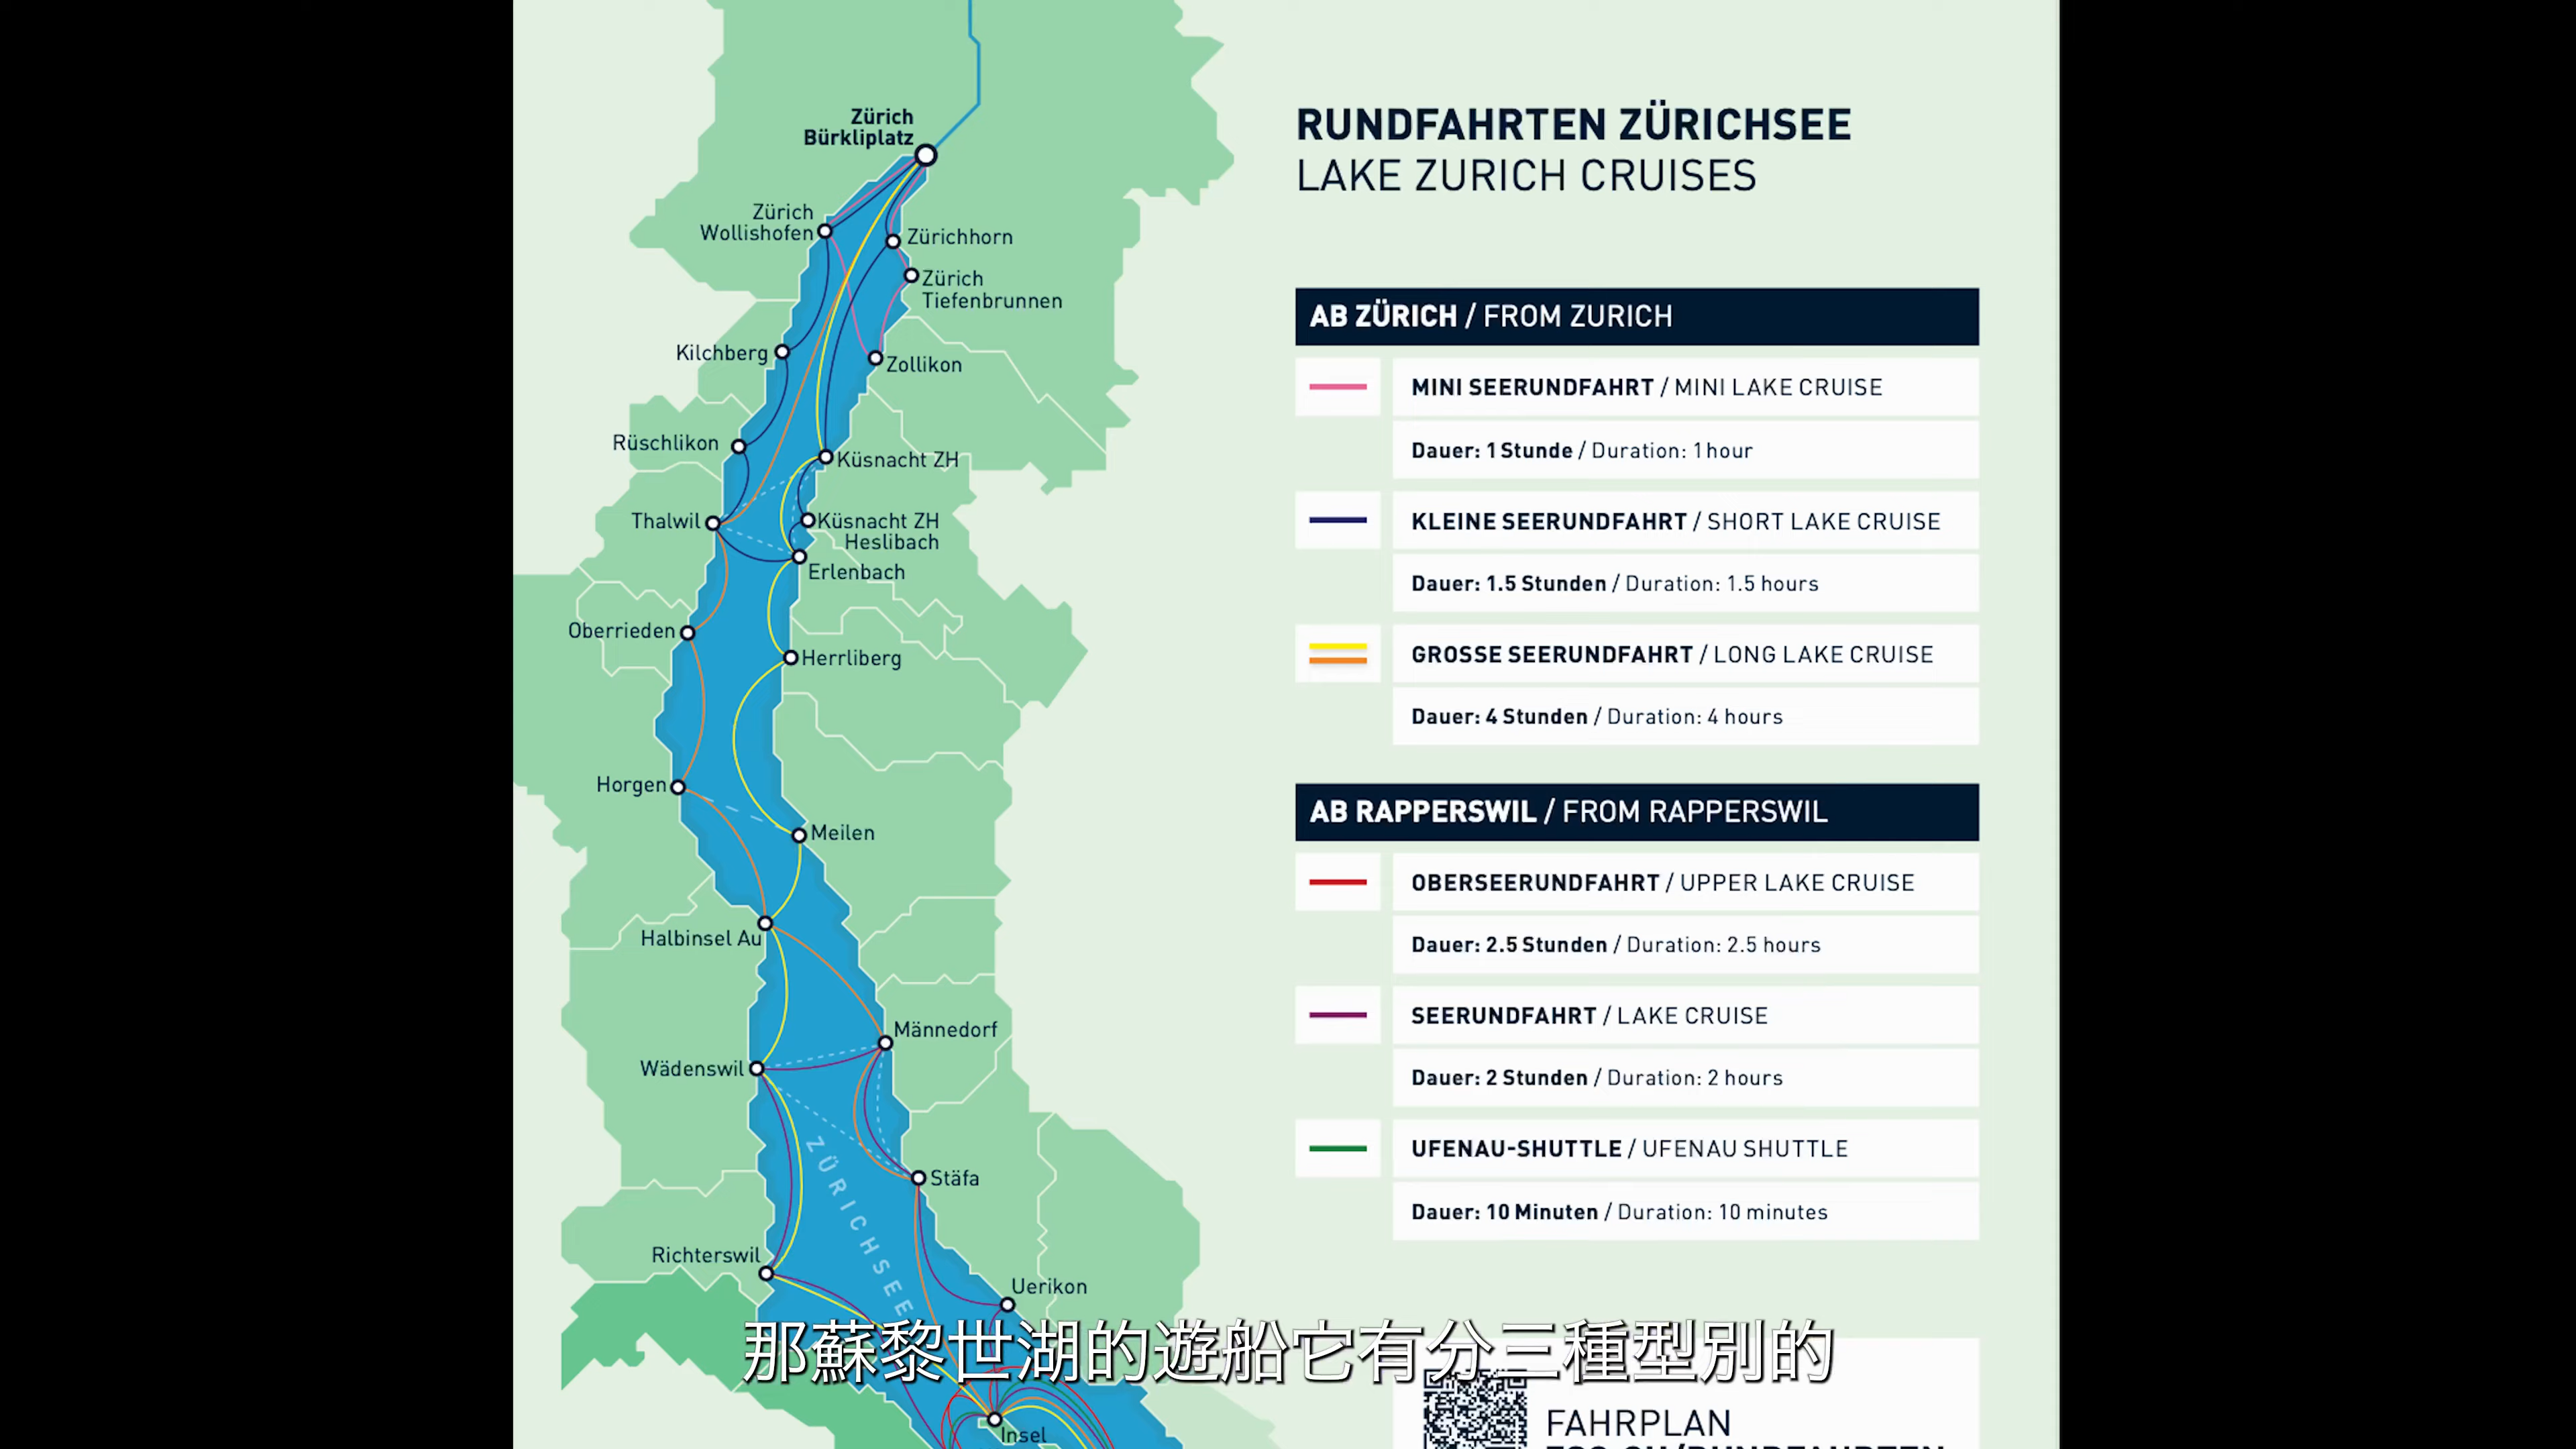 Zürich
Bürkliplatz
Zürich
Wollishofen
Zürichhorn
Zürich
Tiefenbrunnen
Kilchberg
Zollikon
Rüschlikon
Küsnacht ZH
Thalwil
Küsnacht ZH
Heslibach
Erlenbach
Oberrieden
Herrliberg
Horgen
Meilen
Halbinsel Au
Männedorf
Wädenswil
ZÜRICHSEE
Stäfa
Richterswil
Uerikon
Insel
RUNDFAHRTEN ZÜRICHSEE
LAKE ZURICH CRUISES
AB ZÜRICH / FROM ZURICH
MINI SEERUNDFAHRT / MINI LAKE CRUISE
Dauer: 1 Stunde / Duration: 1 hour
KLEINE SEERUNDFAHRT / SHORT LAKE CRUISE
Dauer: 1.5 Stunden / Duration: 1.5 hours
GROSSE SEERUNDFAHRT / LONG LAKE CRUISE
Dauer: 4 Stunden / Duration: 4 hours
AB RAPPERSWIL / FROM RAPPERSWIL
OBERSEERUNDFAHRT / UPPER LAKE CRUISE
Dauer: 2.5 Stunden / Duration: 2.5 hours
SEERUNDFAHRT / LAKE CRUISE
Dauer: 2 Stunden / Duration: 2 hours
UFENAU-SHUTTLE / UFENAU SHUTTLE
Dauer: 10 Minuten / Duration: 10 minutes
FAHRPLAN
那蘇黎世湖的遊船它有分三種型別的